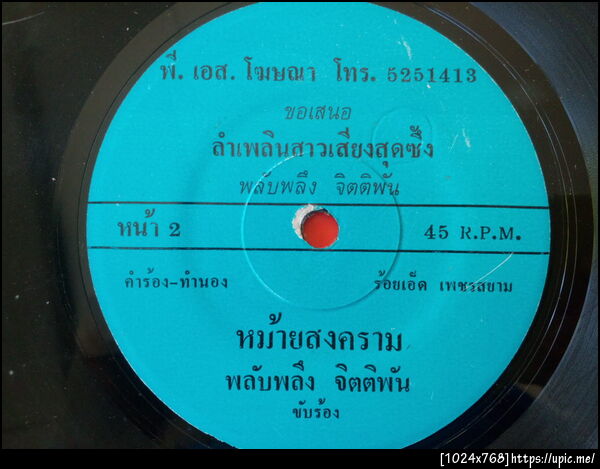 พี. เอส. โฆษณา โทร. 5251413
ขอเสนอ
ลำเพลินสาวเสียงสุดซึ้ง
พลับพลึง จิตติพัน
หน้า 2 45 R.P.M.
คำร้อง-ทำนอง ร้อยเอ็ด เพชรสยาม
หม้ายสงคราม
พลับพลึง จิตติพัน
ขับร้อง
[1024x768]https://upic.me/